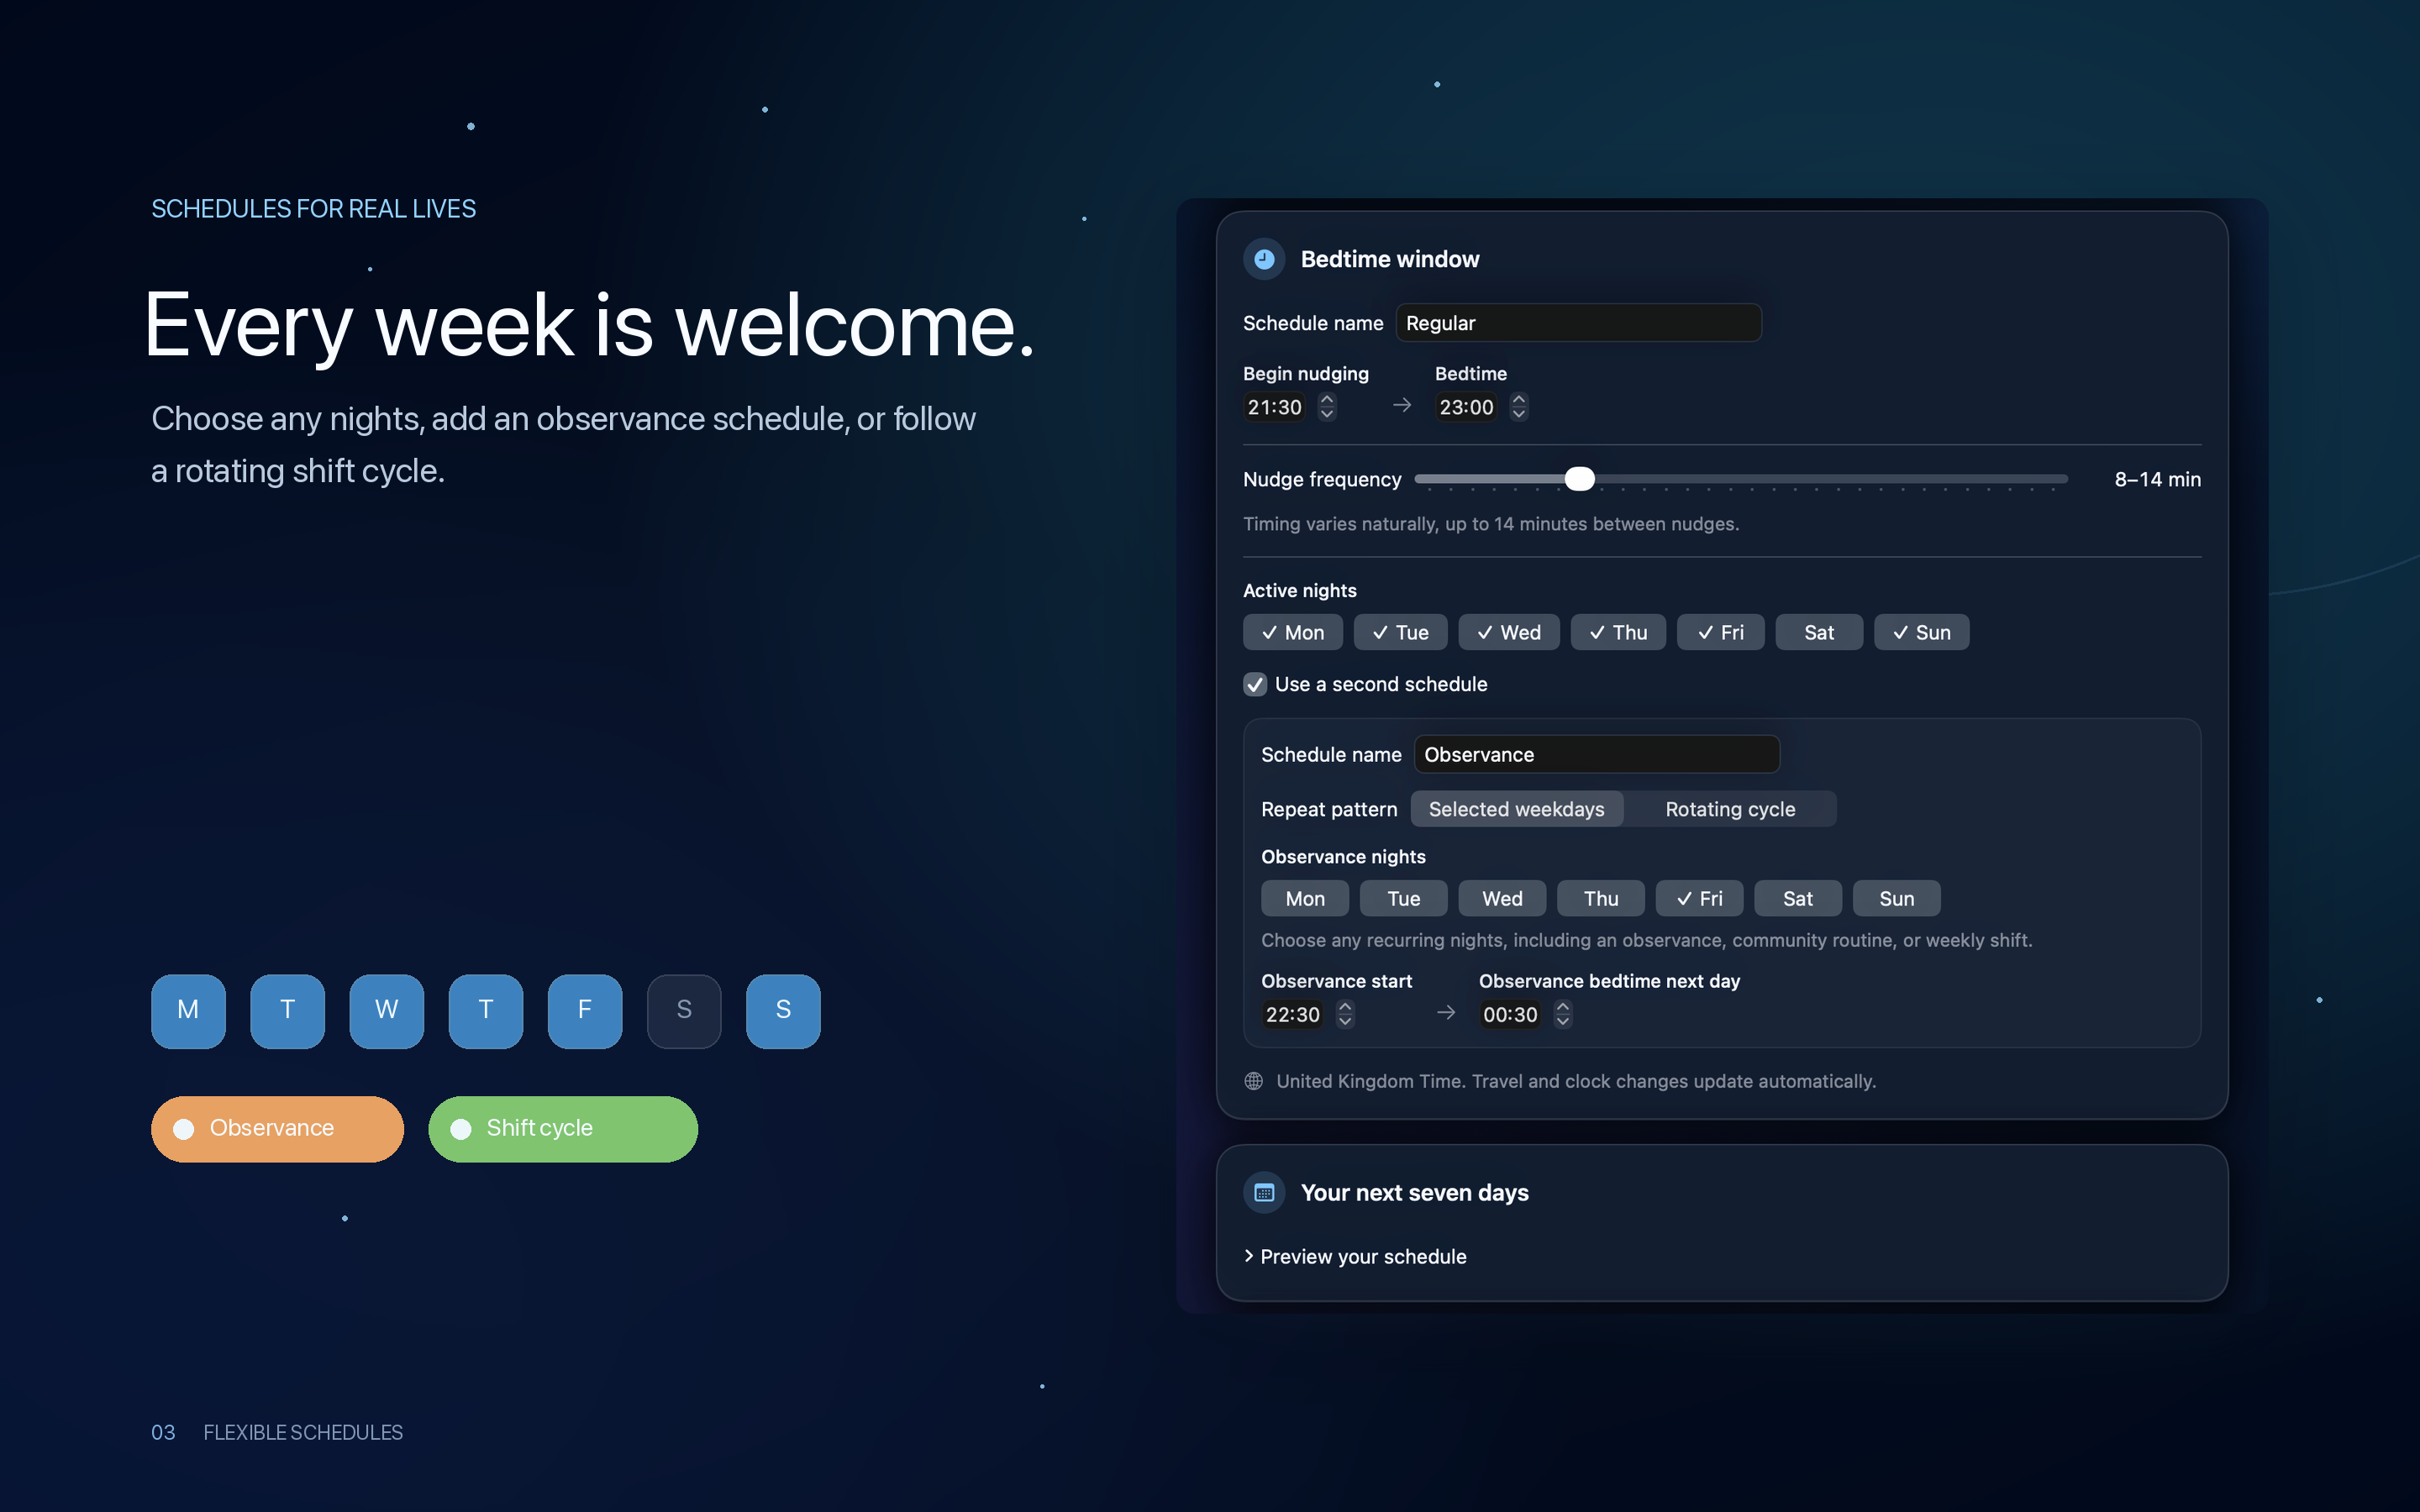 SCHEDULES FOR REAL LIVES
Every week is welcome.
Choose any nights, add an observance schedule, or follow
a rotating shift cycle.
M T W T F S S
Observance Shift cycle
03 FLEXIBLE SCHEDULES
Bedtime window
Schedule name Regular
Begin nudging Bedtime
21:30 → 23:00
Nudge frequency 8–14 min
Timing varies naturally, up to 14 minutes between nudges.
Active nights
✓ Mon ✓ Tue ✓ Wed ✓ Thu ✓ Fri Sat ✓ Sun
Use a second schedule
Schedule name Observance
Repeat pattern Selected weekdays Rotating cycle
Observance nights
Mon Tue Wed Thu ✓ Fri Sat Sun
Choose any recurring nights, including an observance, community routine, or weekly shift.
Observance start Observance bedtime next day
22:30 → 00:30
United Kingdom Time. Travel and clock changes update automatically.
Your next seven days
Preview your schedule